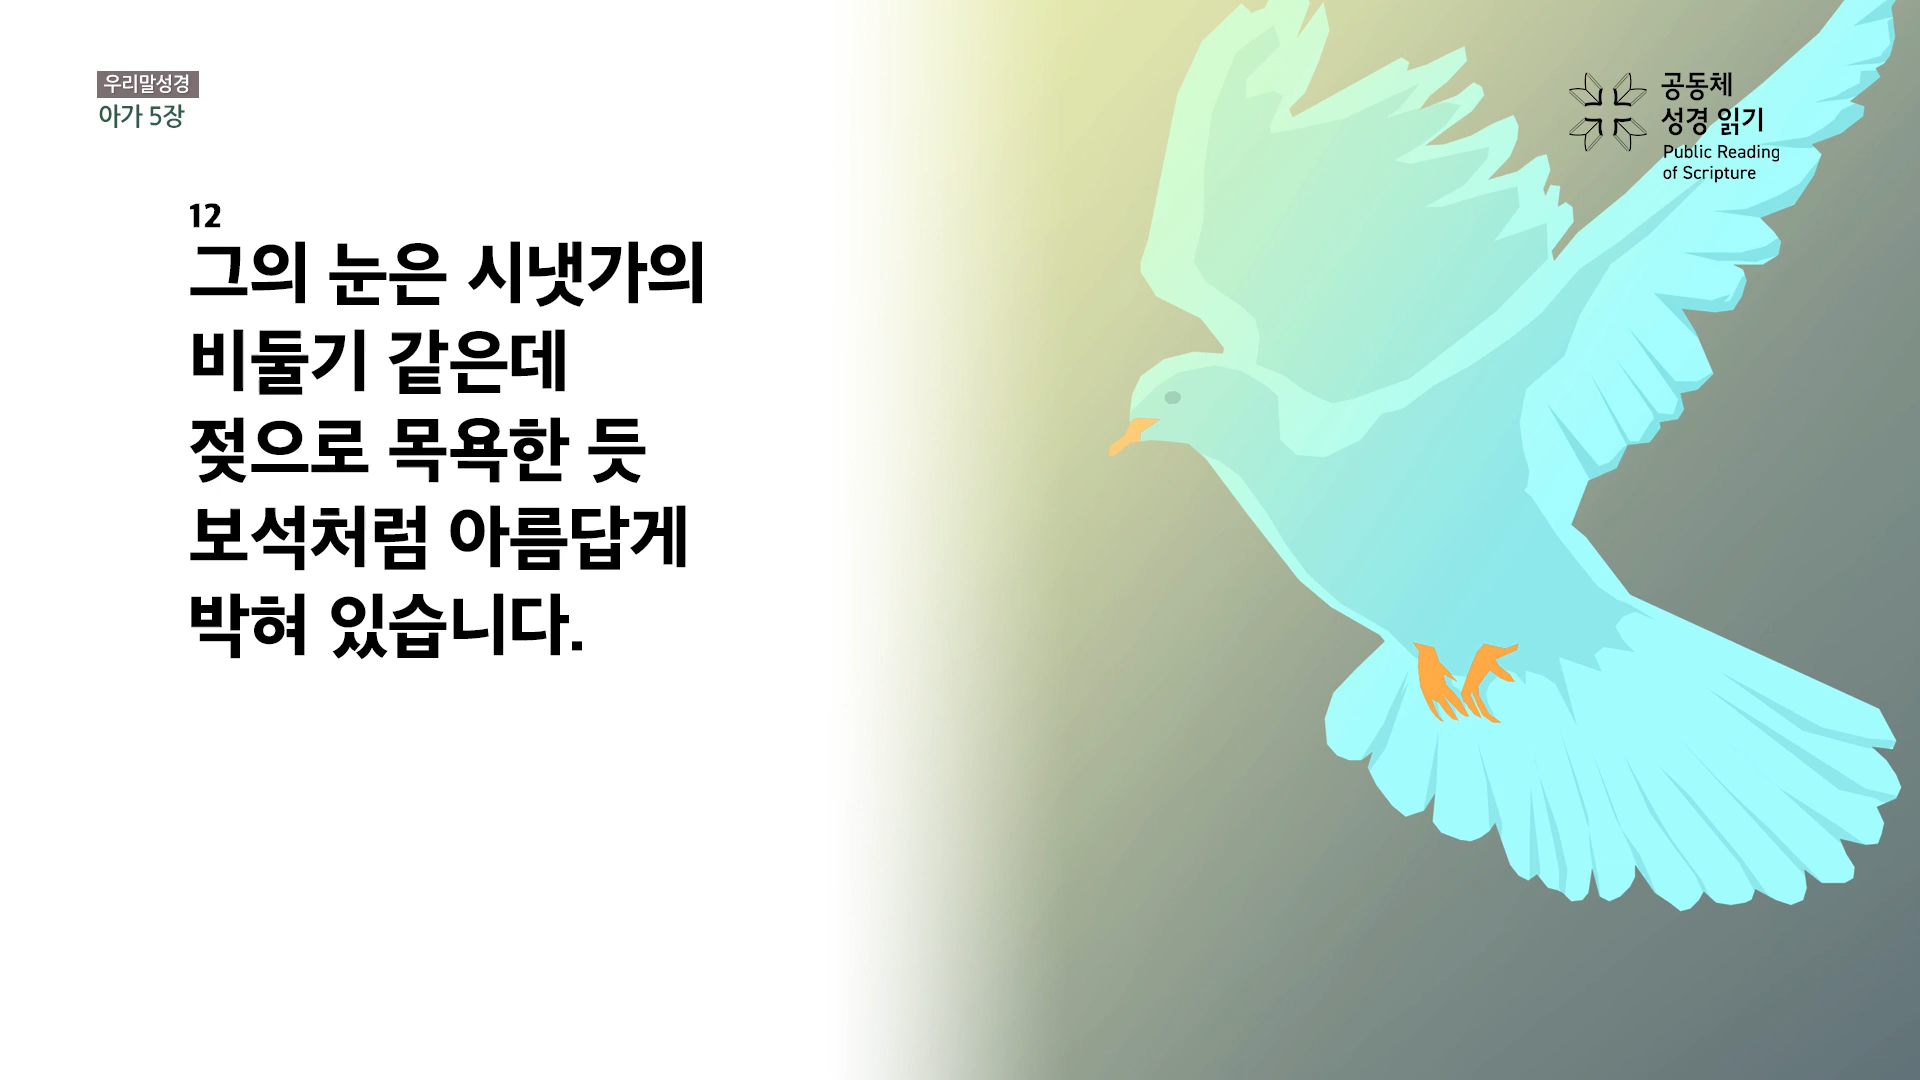 우리말성경
아가 5장
공동체
성경 읽기
Public Reading
of Scripture
12
그의 눈은 시냇가의
비둘기 같은데
젖으로 목욕한 듯
보석처럼 아름답게
박혀 있습니다.